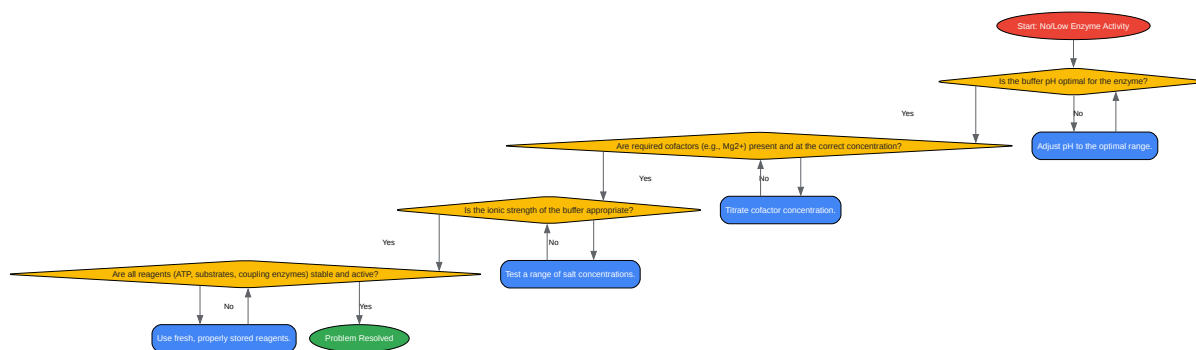 Start: No/Low Enzyme Activity
Is the buffer pH optimal for the enzyme?
Yes
No
Are required cofactors (e.g., Mg2+) present and at the correct concentration?
Adjust pH to the optimal range.
Yes
No
Is the ionic strength of the buffer appropriate?
Titrate cofactor concentration.
Yes
No
Are all reagents (ATP, substrates, coupling enzymes) stable and active?
Test a range of salt concentrations.
No
Yes
Use fresh, properly stored reagents.
Problem Resolved